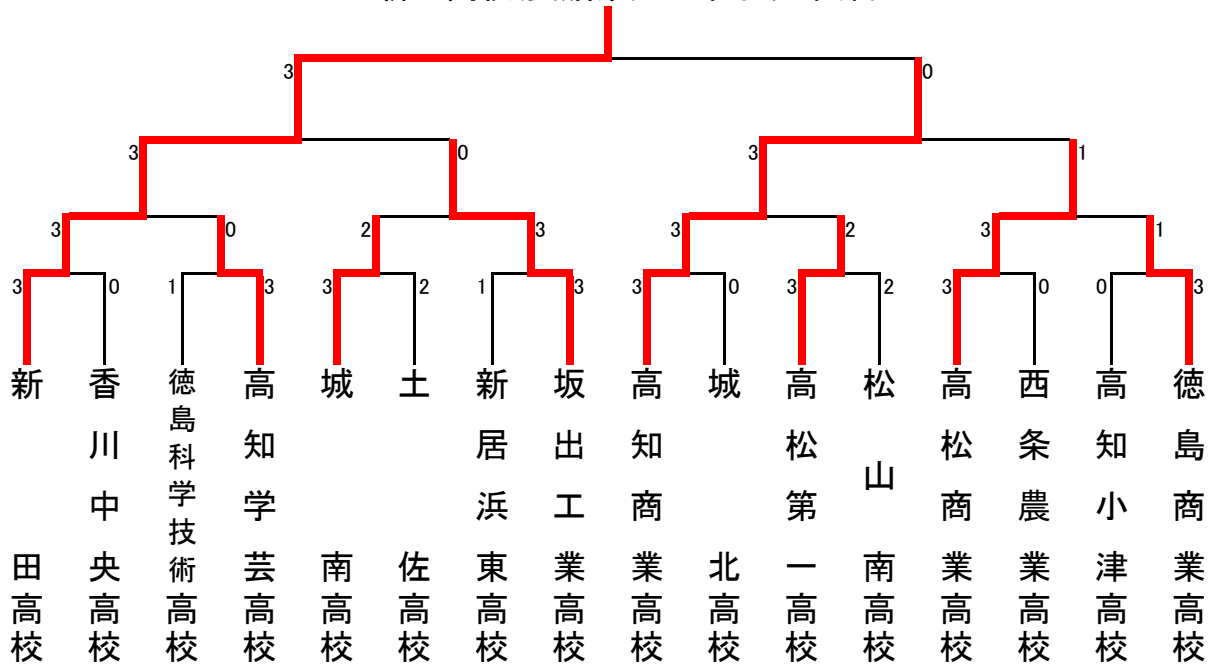 3 0
3 0 3 1
3 0 2 3 3 2 3 1
3 0 1 3 3 2 1 3 3 0 3 2 3 0 0 3
新田高校
香川中央高校
徳島科学技術高校
高知学芸高校
城南高校
土佐高校
新居浜東高校
坂出工業高校
高知商業高校
城北高校
高松第一高校
松山南高校
高松商業高校
西条農業高校
高知小津高校
徳島商業高校